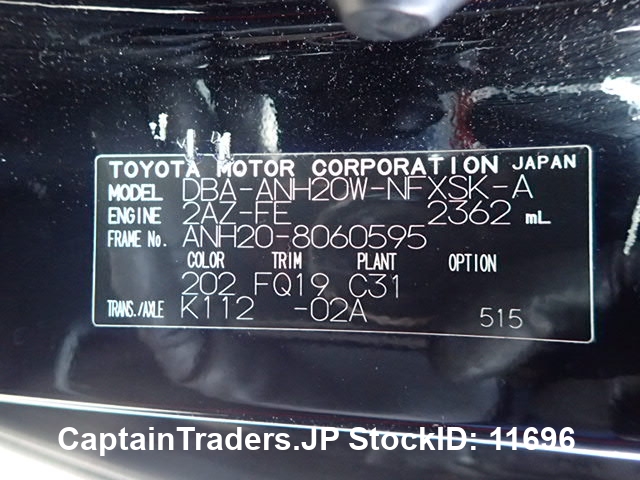 TOYOTA MOTOR CORPORATION JAPAN
MODEL DBA-ANH20W-NFXSK-A
ENGINE 2AZ-FE 2362 mL
FRAME No. ANH20-8060595
COLOR TRIM PLANT OPTION
202 FQ19 C31
TRANS./AXLE K112 -02A 515
CaptainTraders.JP StockID: 11696